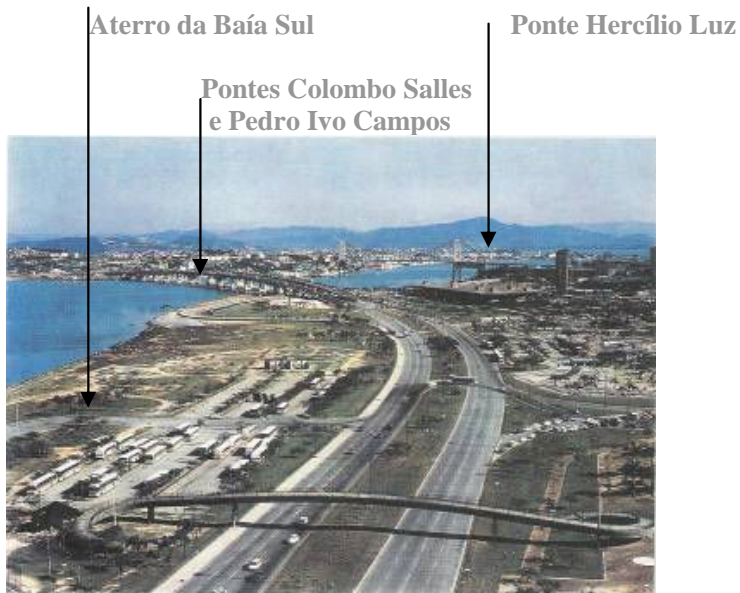 Aterro da Baía Sul
Ponte Hercílio Luz
Pontes Colombo Salles
e Pedro Ivo Campos